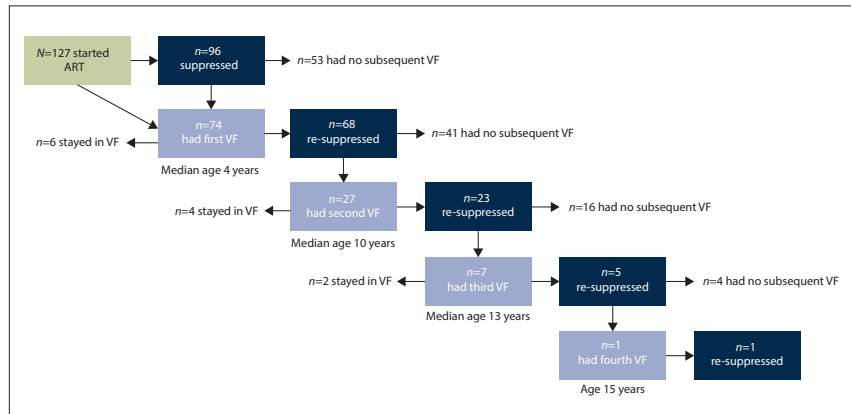 N=127 started
ART
n=96
suppressed
n=53 had no subsequent VF
n=74
had first VF
n=68
re-suppressed
n=41 had no subsequent VF
n=6 stayed in VF
Median age 4 years
n=27
had second VF
n=23
re-suppressed
n=16 had no subsequent VF
n=4 stayed in VF
Median age 10 years
n=7
had third VF
n=5
re-suppressed
n=4 had no subsequent VF
n=2 stayed in VF
Median age 13 years
n=1
had fourth VF
n=1
re-suppressed
Age 15 years